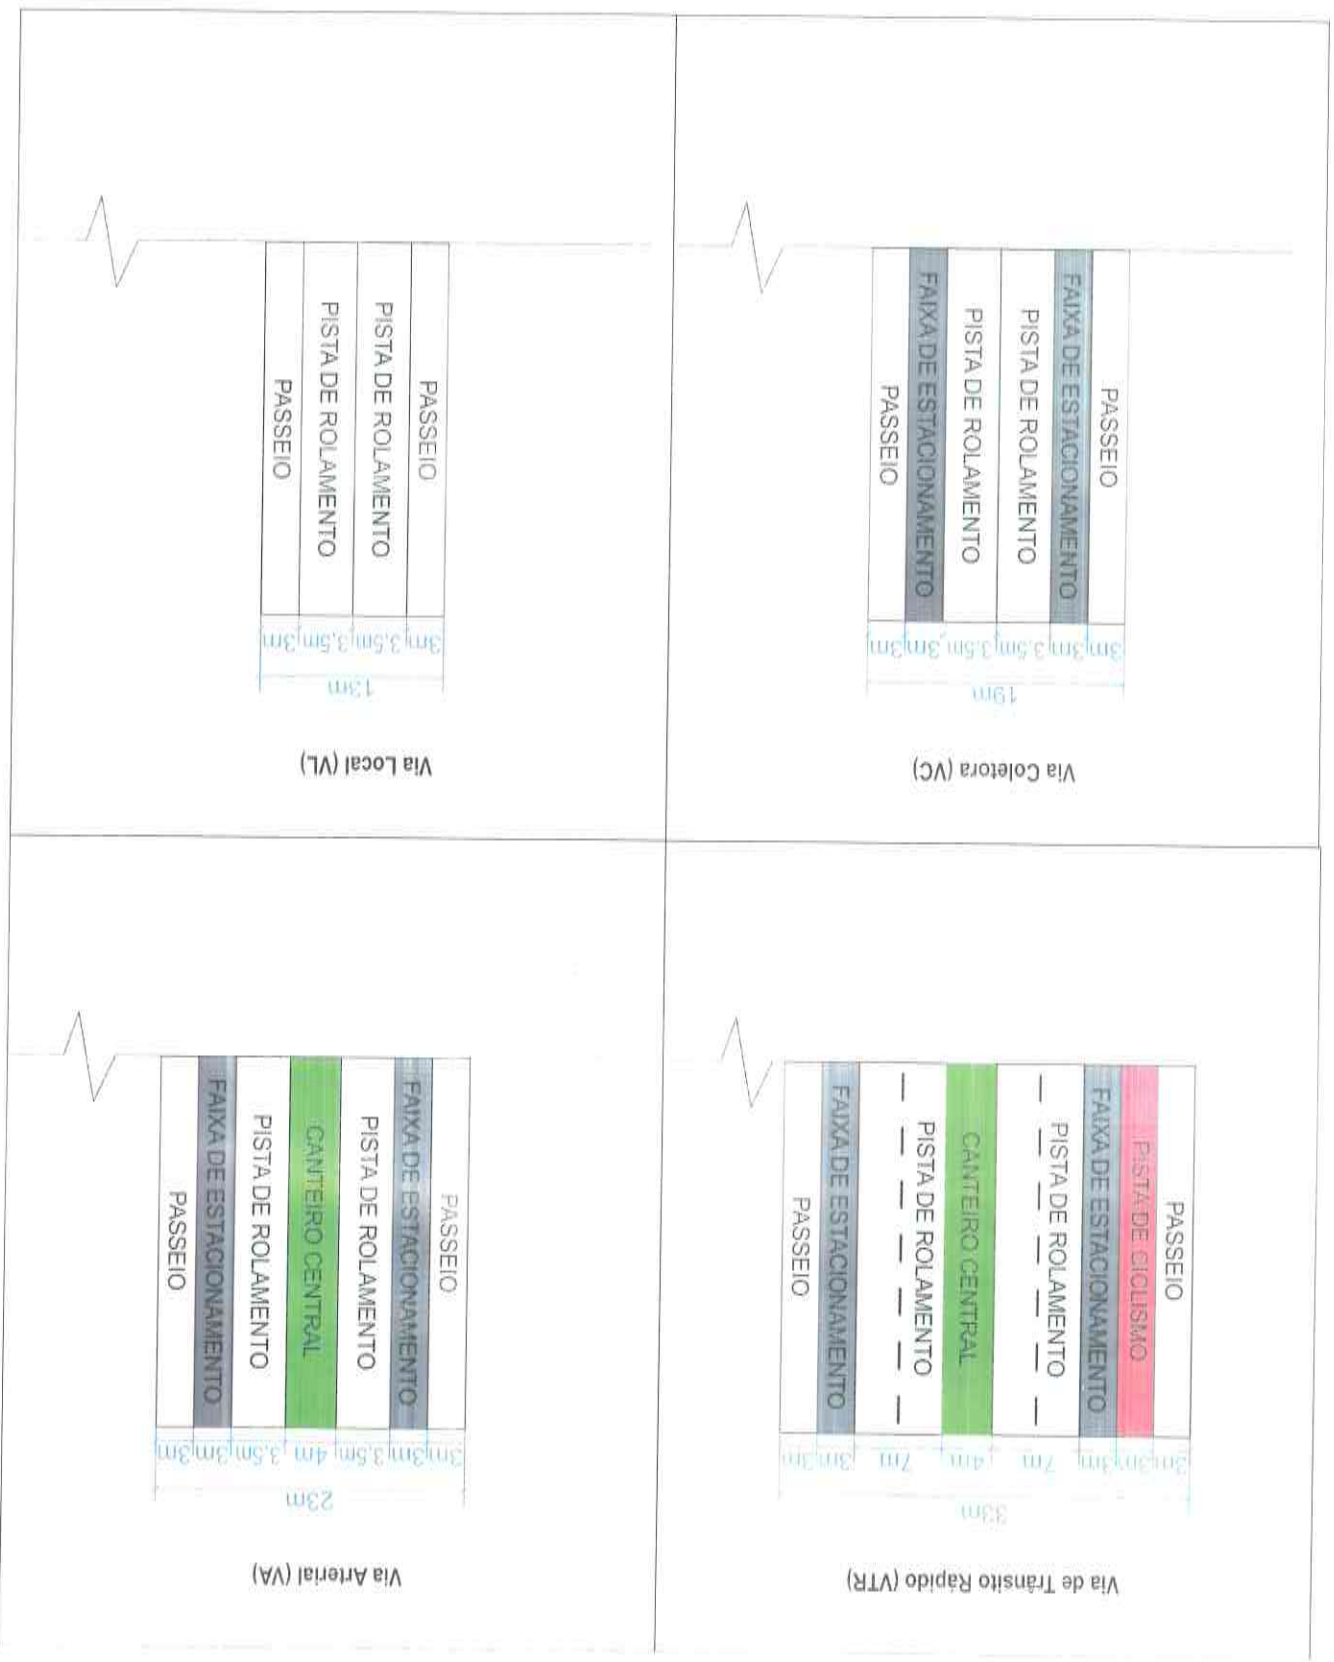 Via de Trânsito Rápido (VTR)
33m
3m 3m 3m 7m 4m 7m 3m 3m
PASSEIO
PISTA DE CICLISMO
FAIXA DE ESTACIONAMENTO
PISTA DE ROLAMENTO
CANTEIRO CENTRAL
PISTA DE ROLAMENTO
FAIXA DE ESTACIONAMENTO
PASSEIO
Via Arterial (VA)
23m
3m 3m 3,5m 4m 3,5m 3m 3m
PASSEIO
FAIXA DE ESTACIONAMENTO
PISTA DE ROLAMENTO
CANTEIRO CENTRAL
PISTA DE ROLAMENTO
FAIXA DE ESTACIONAMENTO
PASSEIO
Via Coletora (VC)
19m
3m 3m 3,5m 3,5m 3m 3m
PASSEIO
FAIXA DE ESTACIONAMENTO
PISTA DE ROLAMENTO
PISTA DE ROLAMENTO
FAIXA DE ESTACIONAMENTO
PASSEIO
Via Local (VL)
13m
3m 3,5m 3,5m 3m
PASSEIO
PISTA DE ROLAMENTO
PISTA DE ROLAMENTO
PASSEIO